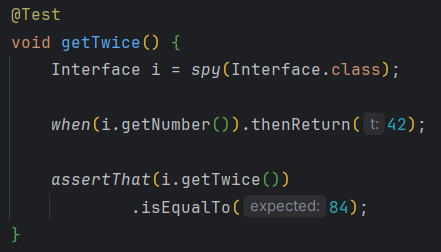 @Test
void getTwice() {
Interface i = spy(Interface.class);
when(i.getNumber()).thenReturn( t: 42);
assertThat(i.getTwice())
.isEqualTo( expected: 84);
}